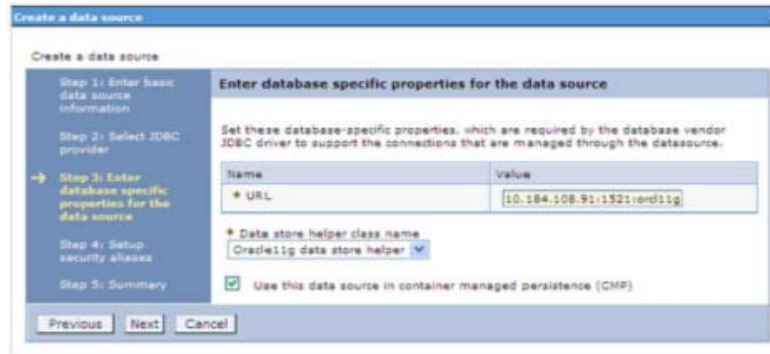 Create a data source
Create a data source
Step 1: Enter basic
data source
information
Step 2: Select JDBC
provider
Step 3: Enter
database specific
properties for the
data source
Step 4: Setup
security aliases
Step 5: Summary
Enter database specific properties for the data source
Set these database-specific properties, which are required by the database vendor
JDBC driver to support the connections that are managed through the datasource.
Name Value
URL 10.184.108.91:1521:orcl11g
Data store helper class name
Oracle11g data store helper
Use this data source in container managed persistence (CMP)
Previous Next Cancel